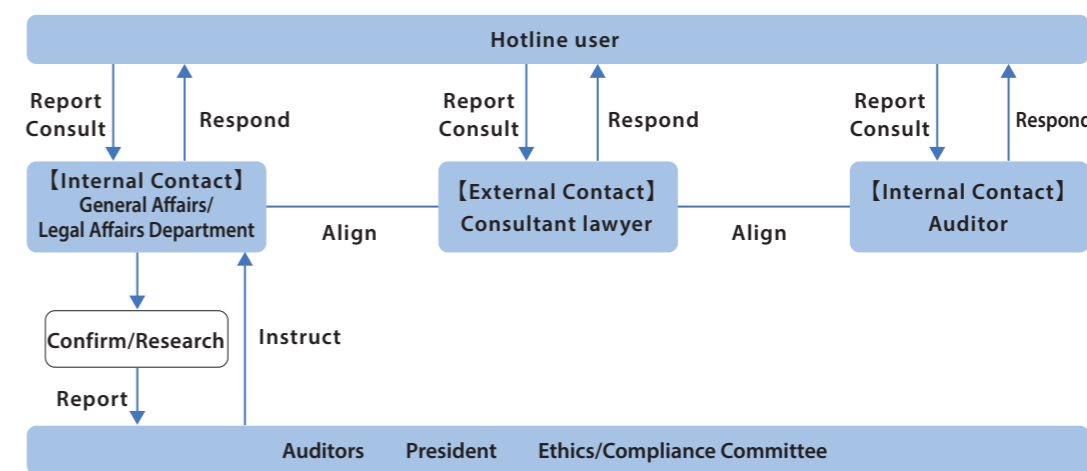 Hotline user
Report
Consult
Respond
Report
Consult
Respond
Report
Consult
Respond
【Internal Contact】
General Affairs/
Legal Affairs Department
【External Contact】
Consultant lawyer
【Internal Contact】
Auditor
Align
Align
Confirm/Research
Instruct
Report
Auditors President Ethics/Compliance Committee